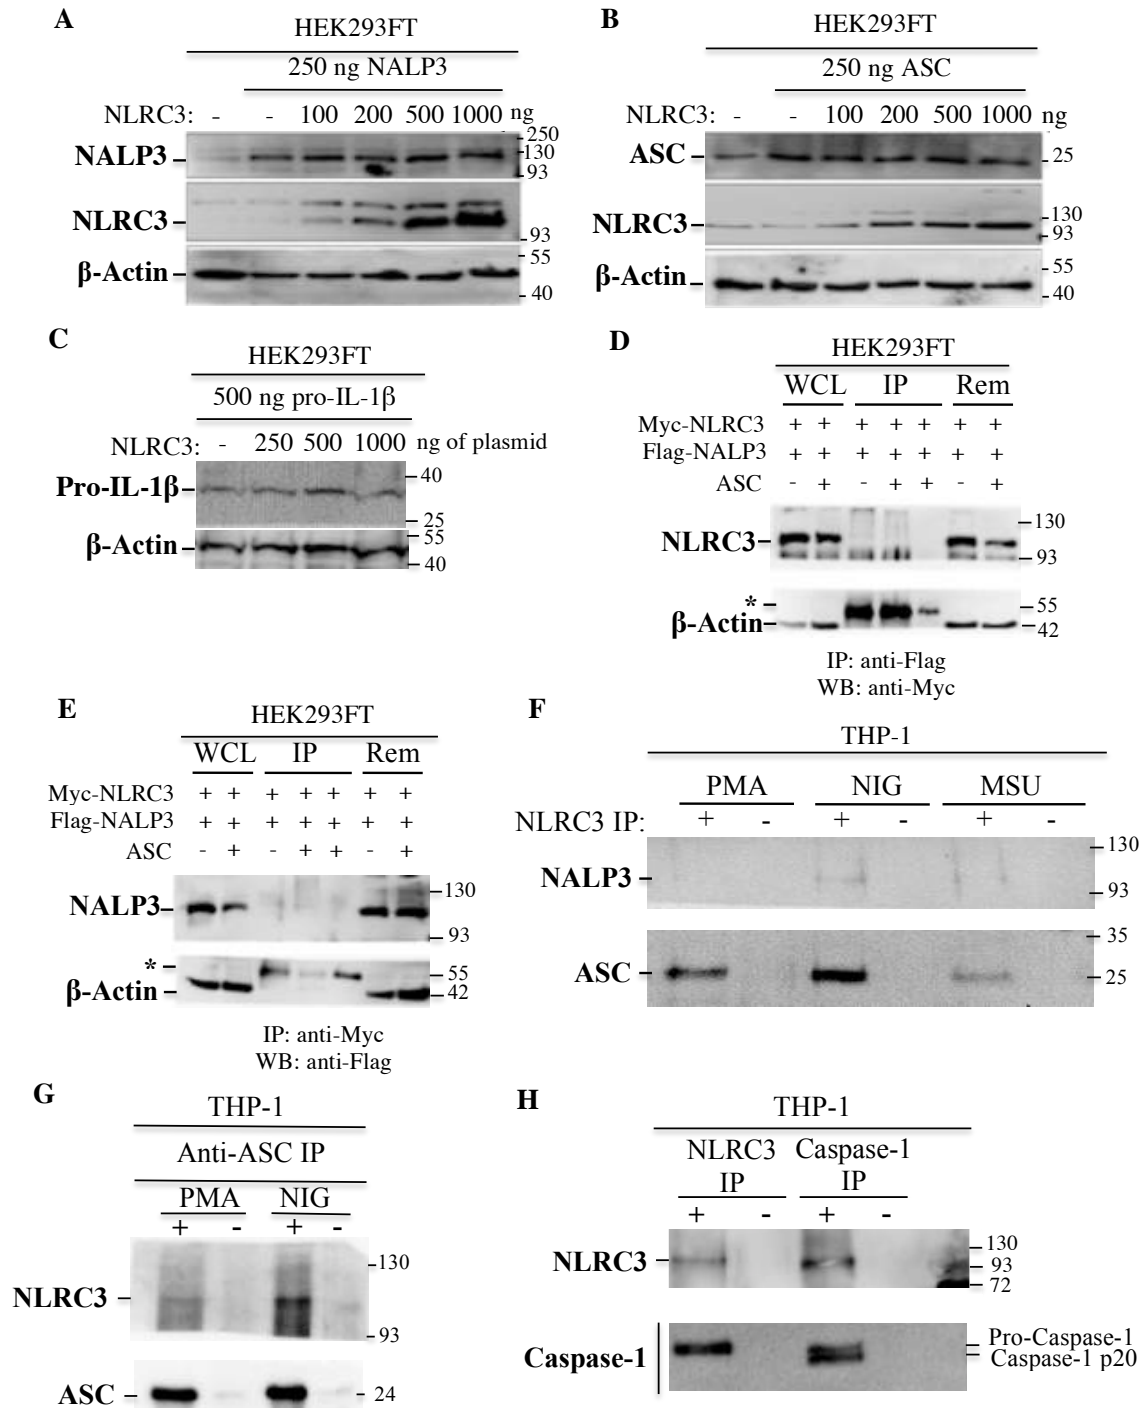 A
HEK293FT
250 ng NALP3
NLRC3: - - 100 200 500 1000 ng
NALP3
250
130
93
NLRC3
93
β-Actin
55
40
B
HEK293FT
250 ng ASC
NLRC3: - - 100 200 500 1000 ng
ASC
25
NLRC3
130
93
β-Actin
55
40
C
HEK293FT
500 ng pro-IL-1β
NLRC3: - 250 500 1000 ng of plasmid
Pro-IL-1β
40
25
β-Actin
55
40
D
HEK293FT
WCL IP Rem
Myc-NLRC3 + + + + + + +
Flag-NALP3 + + + + + + +
ASC - + - + + - +
NLRC3
130
93
*
β-Actin
55
42
IP: anti-Flag
WB: anti-Myc
E
HEK293FT
WCL IP Rem
Myc-NLRC3 + + + + + + +
Flag-NALP3 + + + + + + +
ASC - + - + + - +
NALP3
130
93
*
β-Actin
55
42
IP: anti-Myc
WB: anti-Flag
F
THP-1
PMA NIG MSU
NLRC3 IP: + - + - + -
NALP3
130
93
ASC
35
25
G
THP-1
Anti-ASC IP
PMA NIG
+ - + -
NLRC3
130
93
ASC
24
H
THP-1
NLRC3 Caspase-1
IP IP
+ - + -
NLRC3
130
93
72
Caspase-1
Pro-Caspase-1
Caspase-1 p20